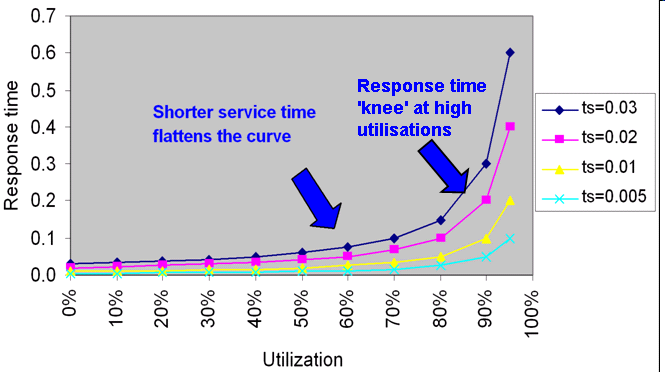 0.7
0.6
0.5
0.4
0.3
0.2
0.1
0.0
Response time
Shorter service time
flattens the curve
Response time
'knee' at high
utilisations
ts=0.03
ts=0.02
ts=0.01
ts=0.005
0%
10%
20%
30%
40%
50%
60%
70%
80%
90%
100%
Utilization